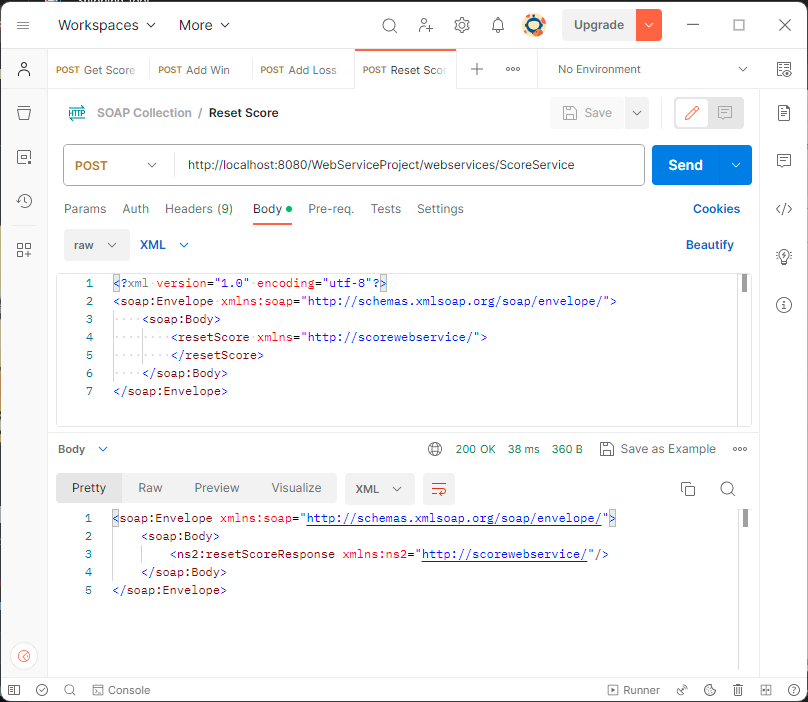 Workspaces More Upgrade
POST Get Score POST Add Win POST Add Loss POST Reset Scor No Environment
HTTP SOAP Collection / Reset Score Save
POST http://localhost:8080/WebServiceProject/webservices/ScoreService Send
Params Auth Headers (9) Body Pre-req. Tests Settings Cookies
raw XML Beautify
1 <?xml version="1.0" encoding="utf-8"?>
2 <soap:Envelope xmlns:soap="http://schemas.xmlsoap.org/soap/envelope/">
3 <soap:Body>
4 <resetScore xmlns="http://scorewebservice/">
5 </resetScore>
6 </soap:Body>
7 </soap:Envelope>
Body 200 OK 38 ms 360 B Save as Example
Pretty Raw Preview Visualize XML
1 <soap:Envelope xmlns:soap="http://schemas.xmlsoap.org/soap/envelope/">
2 <soap:Body>
3 <ns2:resetScoreResponse xmlns:ns2="http://scorewebservice/"/>
4 </soap:Body>
5 </soap:Envelope>
Console Runner